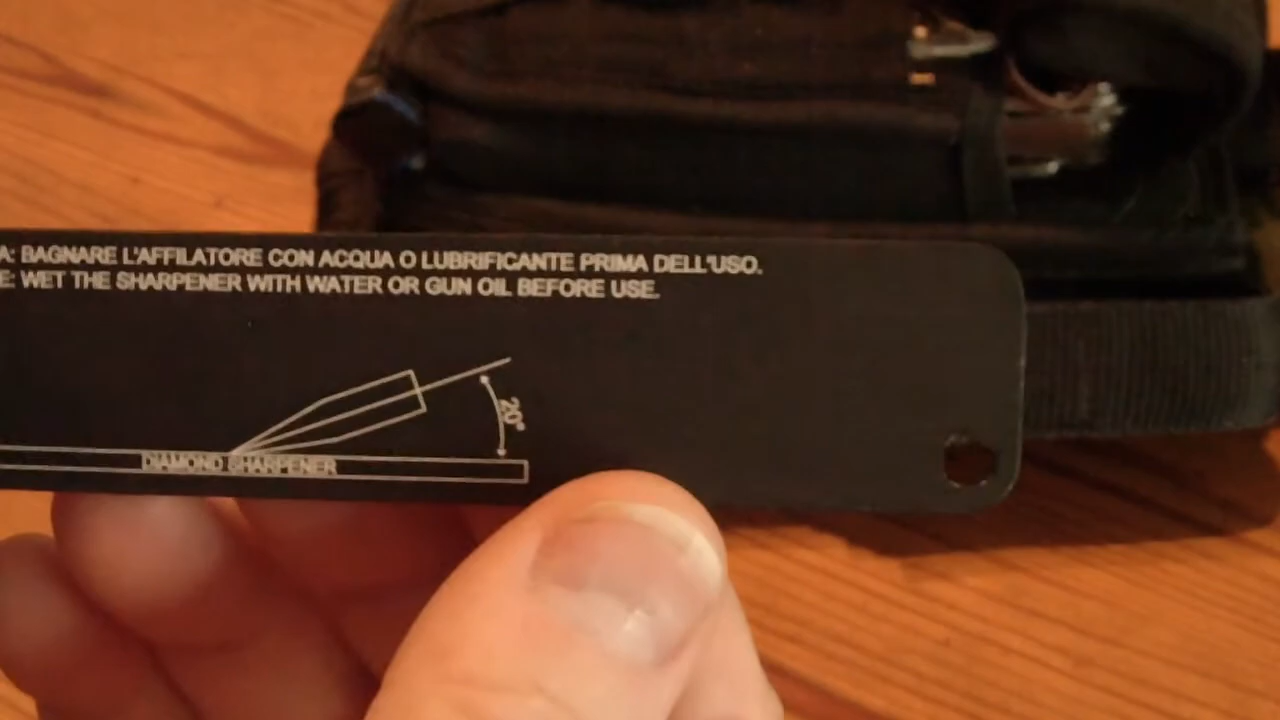 A: BAGNARE L'AFFILATORE CON ACQUA O LUBRIFICANTE PRIMA DELL'USO.
E: WET THE SHARPENER WITH WATER OR GUN OIL BEFORE USE.
20°
DIAMOND SHARPENER